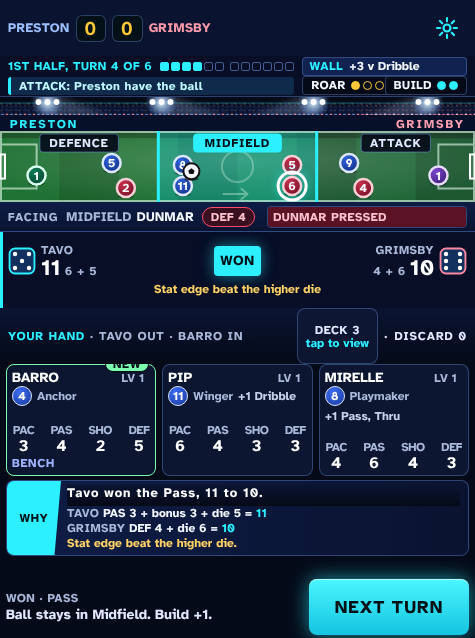 PRESTON 0 0 GRIMSBY
1ST HALF, TURN 4 OF 6
WALL +3 v Dribble
ATTACK: Preston have the ball
ROAR BUILD
PRESTON GRIMSBY
DEFENCE MIDFIELD ATTACK
5 8 5 9
1 1
2 11 6 4
FACING MIDFIELD DUNMAR DEF 4 DUNMAR PRESSED
TAVO
11 6 + 5
WON
GRIMSBY
4 + 6 10
Stat edge beat the higher die
YOUR HAND · TAVO OUT · BARRO IN
DECK 3
tap to view
· DISCARD 0
NEW
BARRO LV 1
4 Anchor
PAC PAS SHO DEF
3 4 2 5
BENCH
PIP LV 1
11 Winger +1 Dribble
PAC PAS SHO DEF
6 4 3 3
MIRELLE LV 1
8 Playmaker
+1 Pass, Thru
PAC PAS SHO DEF
4 6 4 3
WHY
Tavo won the Pass, 11 to 10.
TAVO PAS 3 + bonus 3 + die 5 = 11
GRIMSBY DEF 4 + die 6 = 10
Stat edge beat the higher die.
WON · PASS
Ball stays in Midfield. Build +1.
NEXT TURN